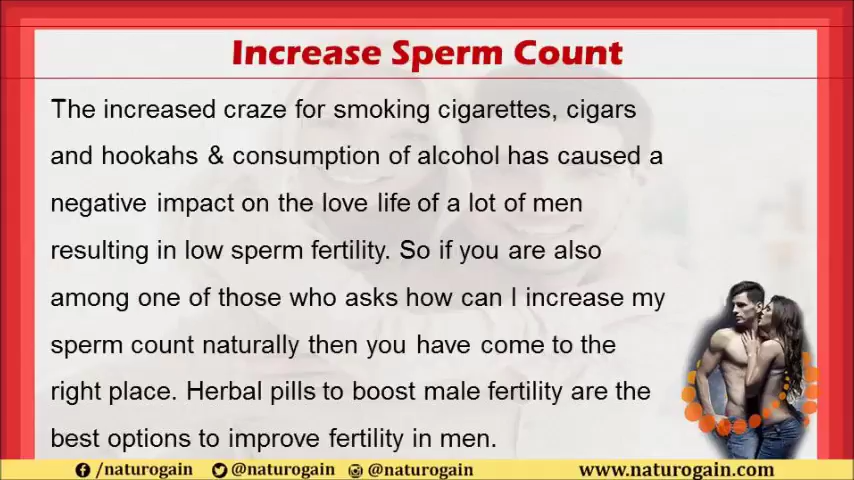 Increase Sperm Count
The increased craze for smoking cigarettes, cigars
and hookahs & consumption of alcohol has caused a
negative impact on the love life of a lot of men
resulting in low sperm fertility. So if you are also
among one of those who asks how can I increase my
sperm count naturally then you have come to the
right place. Herbal pills to boost male fertility are the
best options to improve fertility in men.
/naturogain @naturogain @naturogain www.naturogain.com